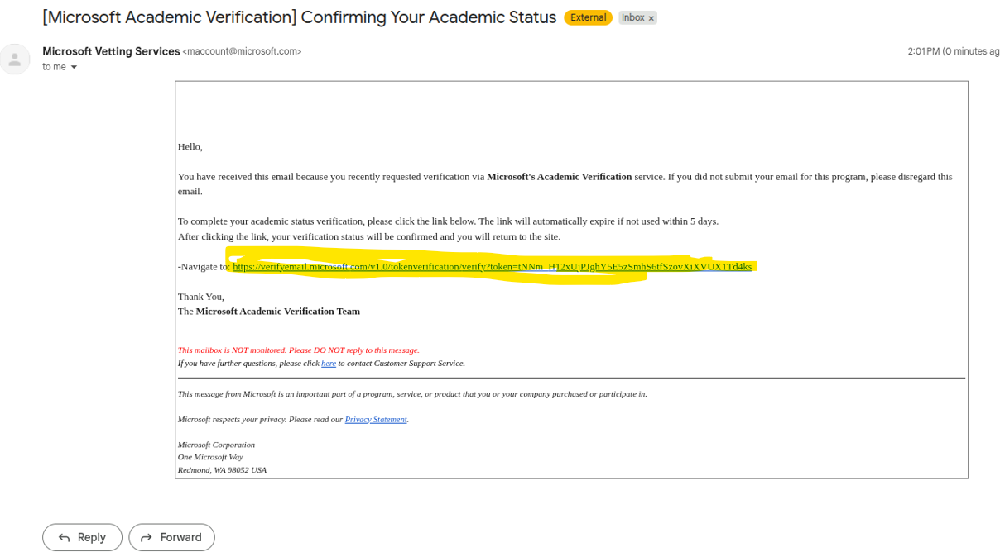 [Microsoft Academic Verification] Confirming Your Academic Status External Inbox ×
Microsoft Vetting Services <maccount@microsoft.com> 2:01 PM (0 minutes ag
to me
Hello,
You have received this email because you recently requested verification via Microsoft's Academic Verification service. If you did not submit your email for this program, please disregard this
email.
To complete your academic status verification, please click the link below. The link will automatically expire if not used within 5 days.
After clicking the link, your verification status will be confirmed and you will return to the site.
-Navigate to: https://verifyemail.microsoft.com/v1.0/tokenverification/verify?token=tNNm_H12xUjPJghY5E5zSmhS6tfSzovXiXVUX1Td4ks
Thank You,
The Microsoft Academic Verification Team
This mailbox is NOT monitored. Please DO NOT reply to this message.
If you have further questions, please click here to contact Customer Support Service.
This message from Microsoft is an important part of a program, service, or product that you or your company purchased or participate in.
Microsoft respects your privacy. Please read our Privacy Statement.
Microsoft Corporation
One Microsoft Way
Redmond, WA 98052 USA
Reply Forward